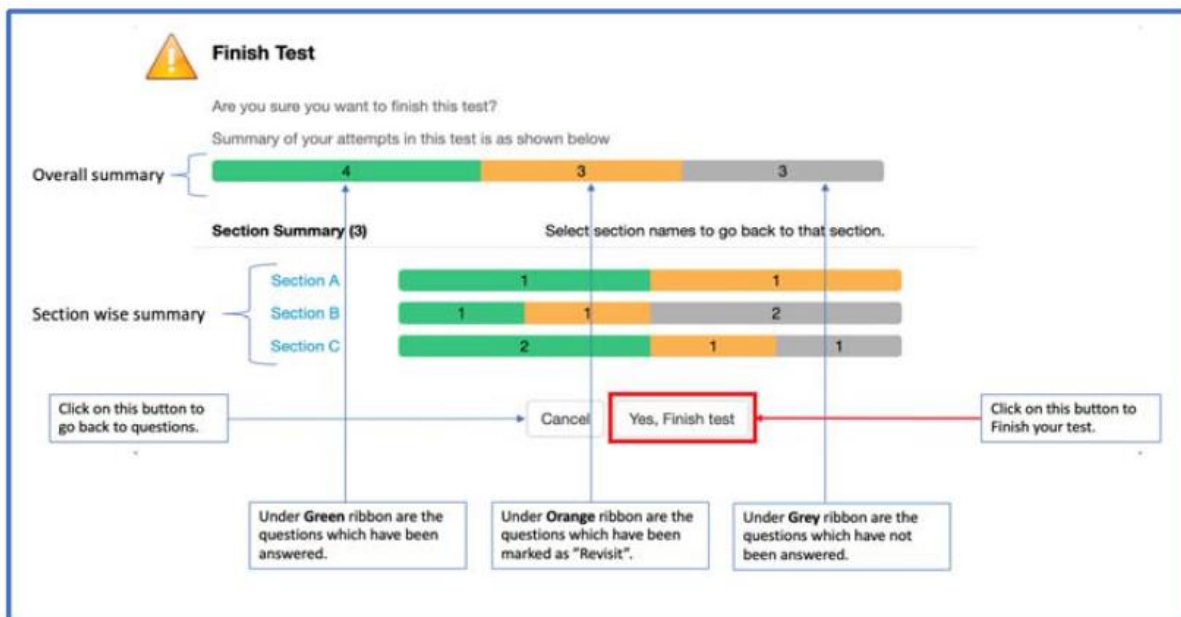 Finish Test
Are you sure you want to finish this test?
Summary of your attempts in this test is as shown below
Overall summary
4 3 3
Section Summary (3) Select section names to go back to that section.
Section wise summary
Section A 1 1
Section B 1 1 2
Section C 2 1 1
Click on this button to
go back to questions.
Cancel
Yes, Finish test
Click on this button to
Finish your test.
Under Green ribbon are the
questions which have been
answered.
Under Orange ribbon are the
questions which have been
marked as "Revisit".
Under Grey ribbon are the
questions which have not
been answered.